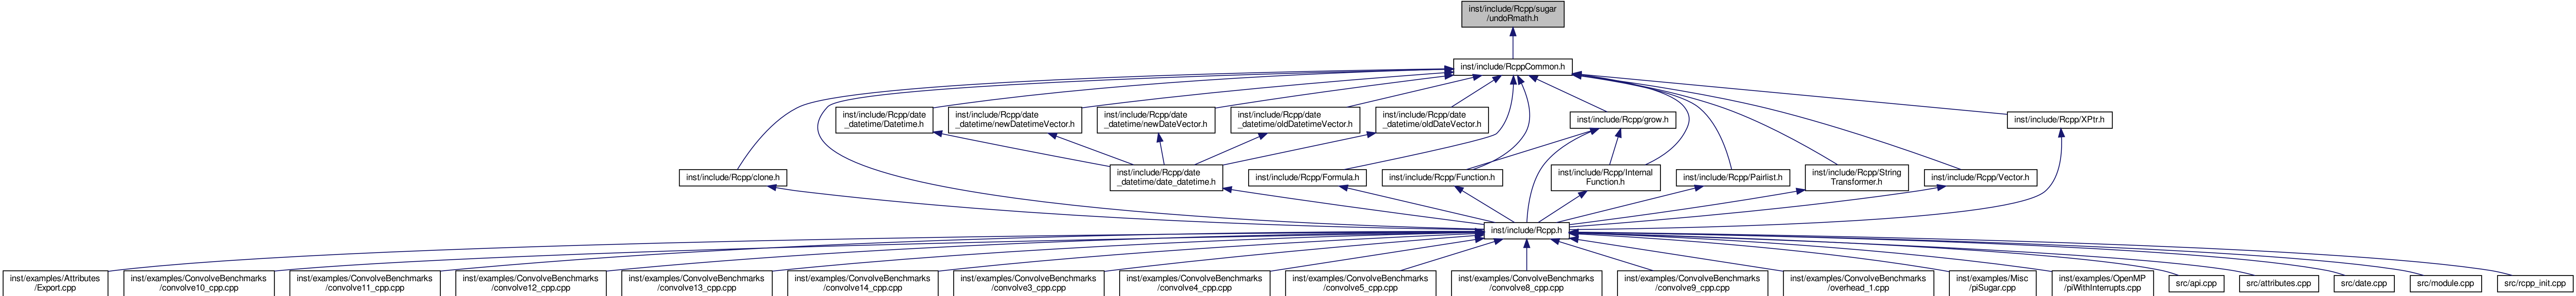 inst/include/Rcpp/sugar
/undoRmath.h
inst/include/RcppCommon.h
inst/include/Rcpp/date
_datetime/Datetime.h
inst/include/Rcpp/date
_datetime/newDatetimeVector.h
inst/include/Rcpp/date
_datetime/newDateVector.h
inst/include/Rcpp/date
_datetime/oldDatetimeVector.h
inst/include/Rcpp/date
_datetime/oldDateVector.h
inst/include/Rcpp/grow.h
inst/include/Rcpp/XPtr.h
inst/include/Rcpp/clone.h
inst/include/Rcpp/date
_datetime/date_datetime.h
inst/include/Rcpp/Formula.h
inst/include/Rcpp/Function.h
inst/include/Rcpp/Internal
Function.h
inst/include/Rcpp/Pairlist.h
inst/include/Rcpp/String
Transformer.h
inst/include/Rcpp/Vector.h
inst/include/Rcpp.h
inst/examples/Attributes
/Export.cpp
inst/examples/ConvolveBenchmarks
/convolve10_cpp.cpp
inst/examples/ConvolveBenchmarks
/convolve11_cpp.cpp
inst/examples/ConvolveBenchmarks
/convolve12_cpp.cpp
inst/examples/ConvolveBenchmarks
/convolve13_cpp.cpp
inst/examples/ConvolveBenchmarks
/convolve14_cpp.cpp
inst/examples/ConvolveBenchmarks
/convolve3_cpp.cpp
inst/examples/ConvolveBenchmarks
/convolve4_cpp.cpp
inst/examples/ConvolveBenchmarks
/convolve5_cpp.cpp
inst/examples/ConvolveBenchmarks
/convolve8_cpp.cpp
inst/examples/ConvolveBenchmarks
/convolve9_cpp.cpp
inst/examples/ConvolveBenchmarks
/overhead_1.cpp
inst/examples/Misc
/piSugar.cpp
inst/examples/OpenMP
/piWithInterrupts.cpp
src/api.cpp
src/attributes.cpp
src/date.cpp
src/module.cpp
src/rcpp_init.cpp